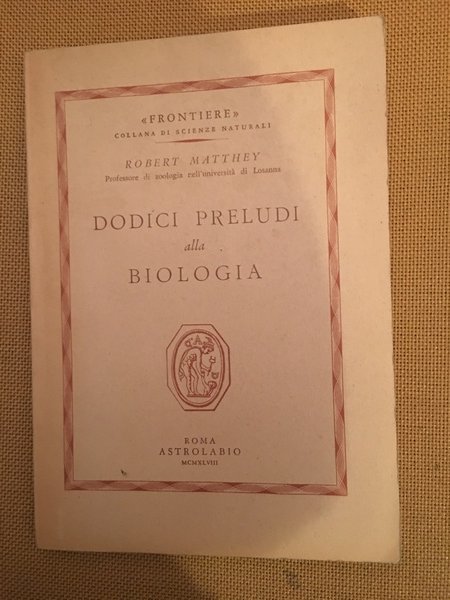 «FRONTIERE»
COLLANA DI SCIENZE NATURALI
ROBERT MATTHEY
Professore di zoologia nell'università di Losanna
DODICI PRELUDI
alla
BIOLOGIA
ROMA
ASTROLABIO
MCMXLVIII